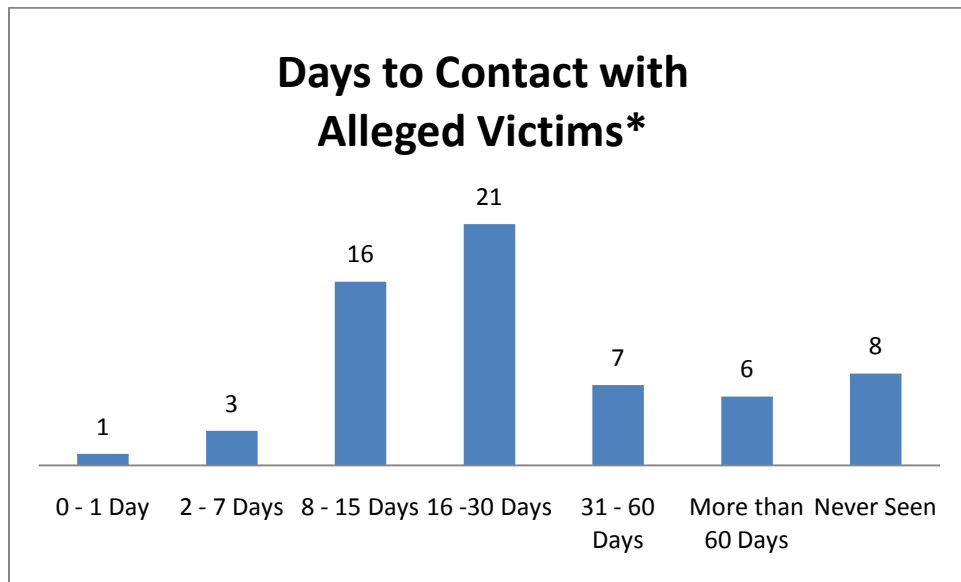 Days to Contact with
Alleged Victims*
21
16
7
6
8
3
1
0 - 1 Day
2 - 7 Days
8 - 15 Days
16 -30 Days
31 - 60
Days
More than
60 Days
Never Seen